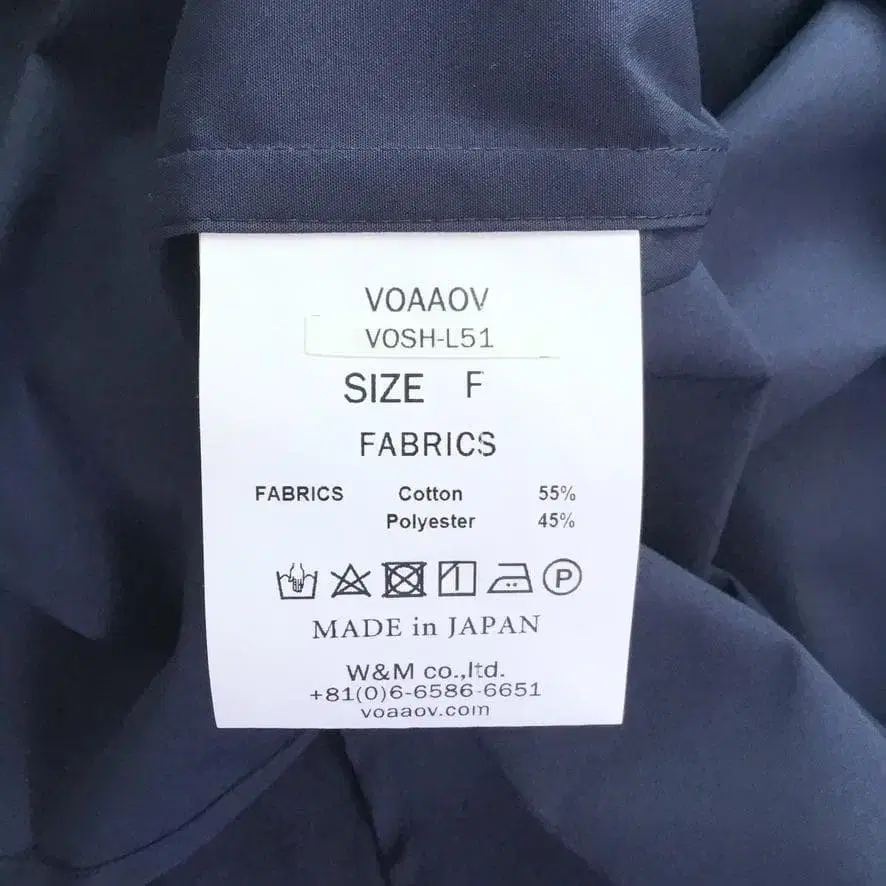 VOAAOV
VOSH-L51
SIZE F
FABRICS
FABRICS Cotton 55%
Polyester 45%
P
MADE in JAPAN
W&M co.,ltd.
+81(0)6-6586-6651
voaaov.com